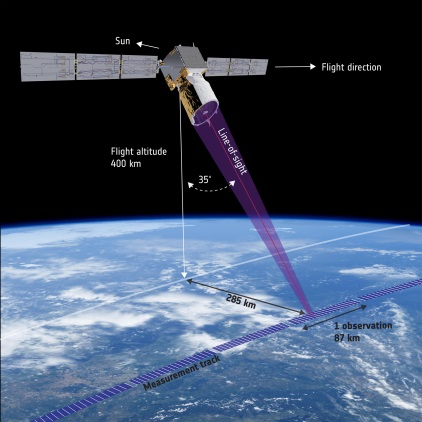 Sun
Flight direction
Flight altitude
400 km
Line-of-sight
35°
285 km
1 observation
87 km
Measurement track